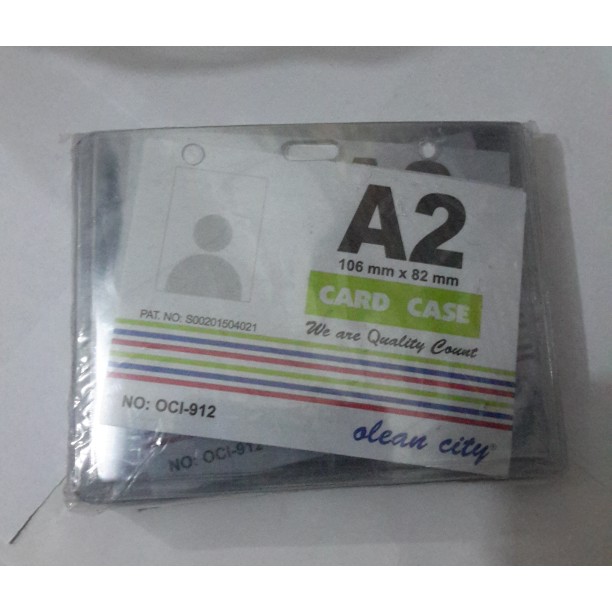 A2
106 mm x 82 mm
CARD CASE
We are Quality Count
PAT. NO: S00201504021
NO: OCI-912
olean city
NO: OCI-912